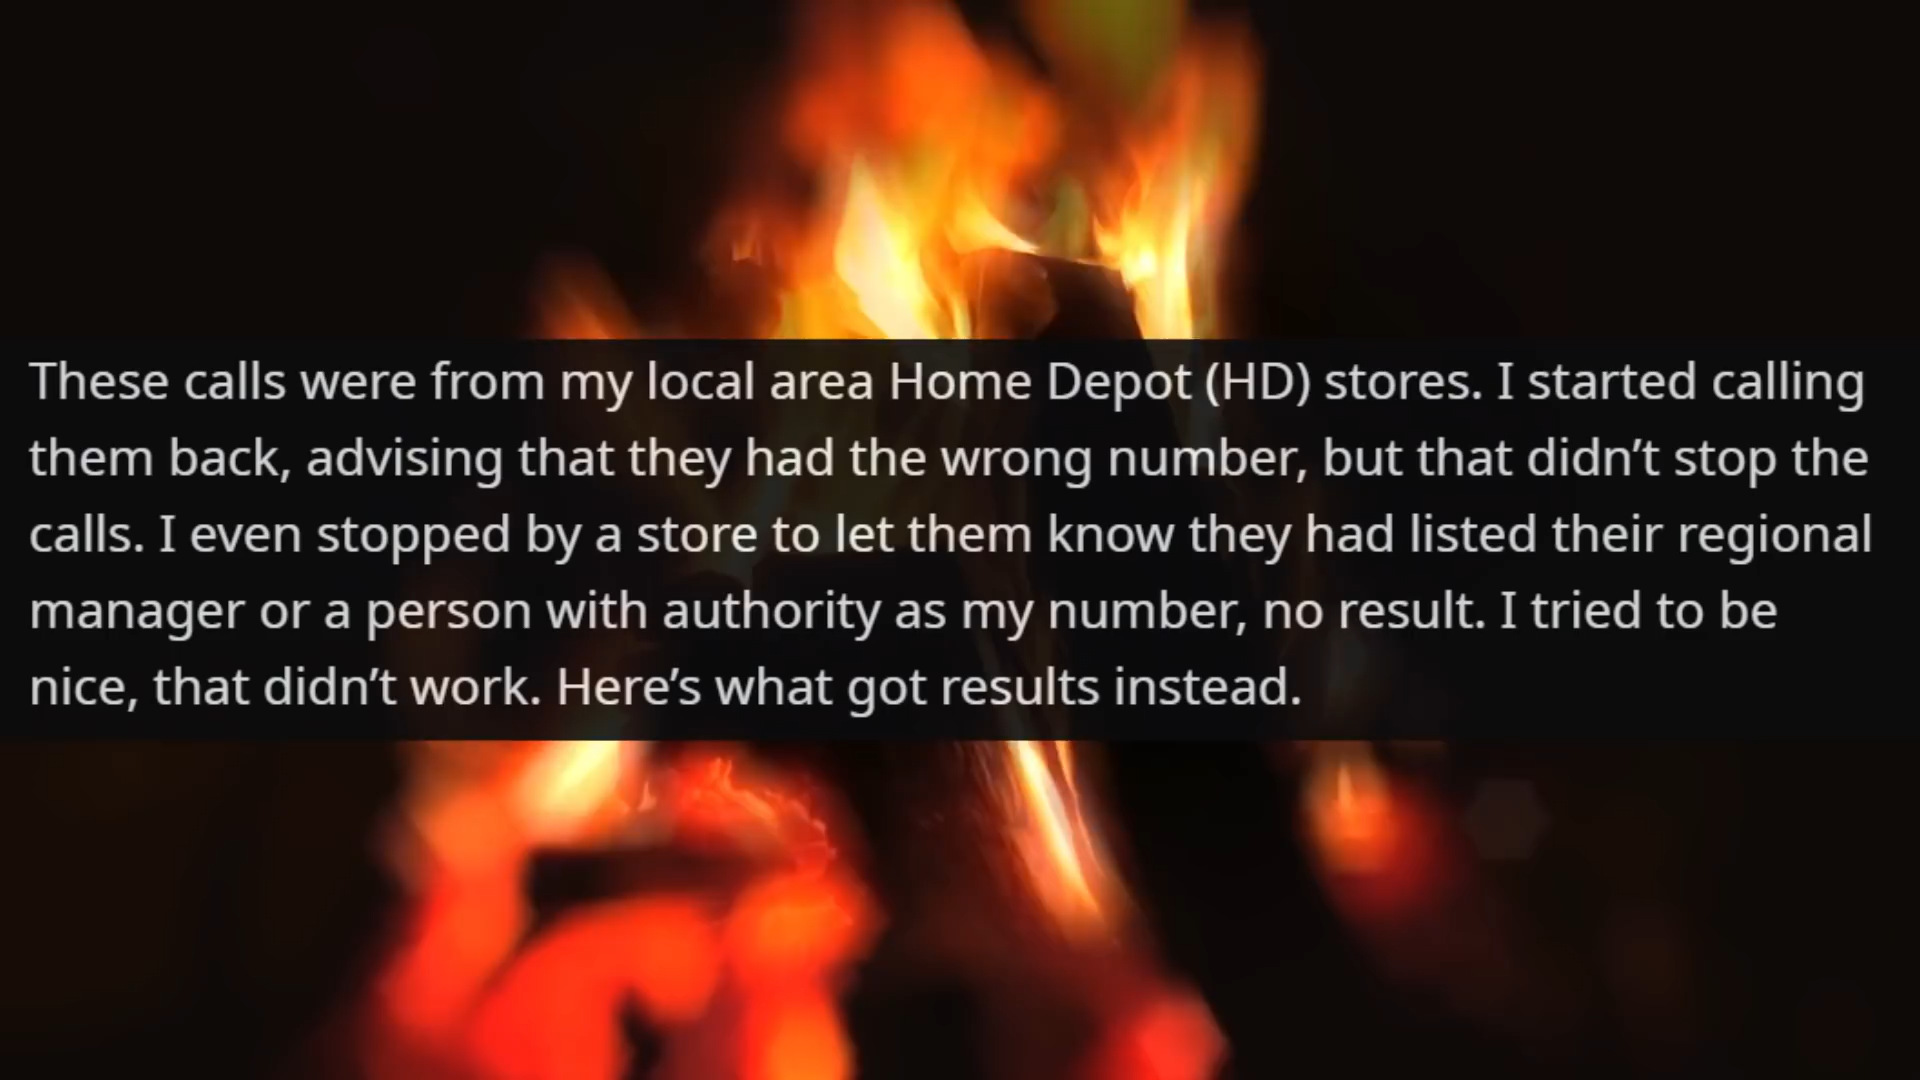 These calls were from my local area Home Depot (HD) stores. I started calling
them back, advising that they had the wrong number, but that didn’t stop the
calls. I even stopped by a store to let them know they had listed their regional
manager or a person with authority as my number, no result. I tried to be
nice, that didn’t work. Here’s what got results instead.